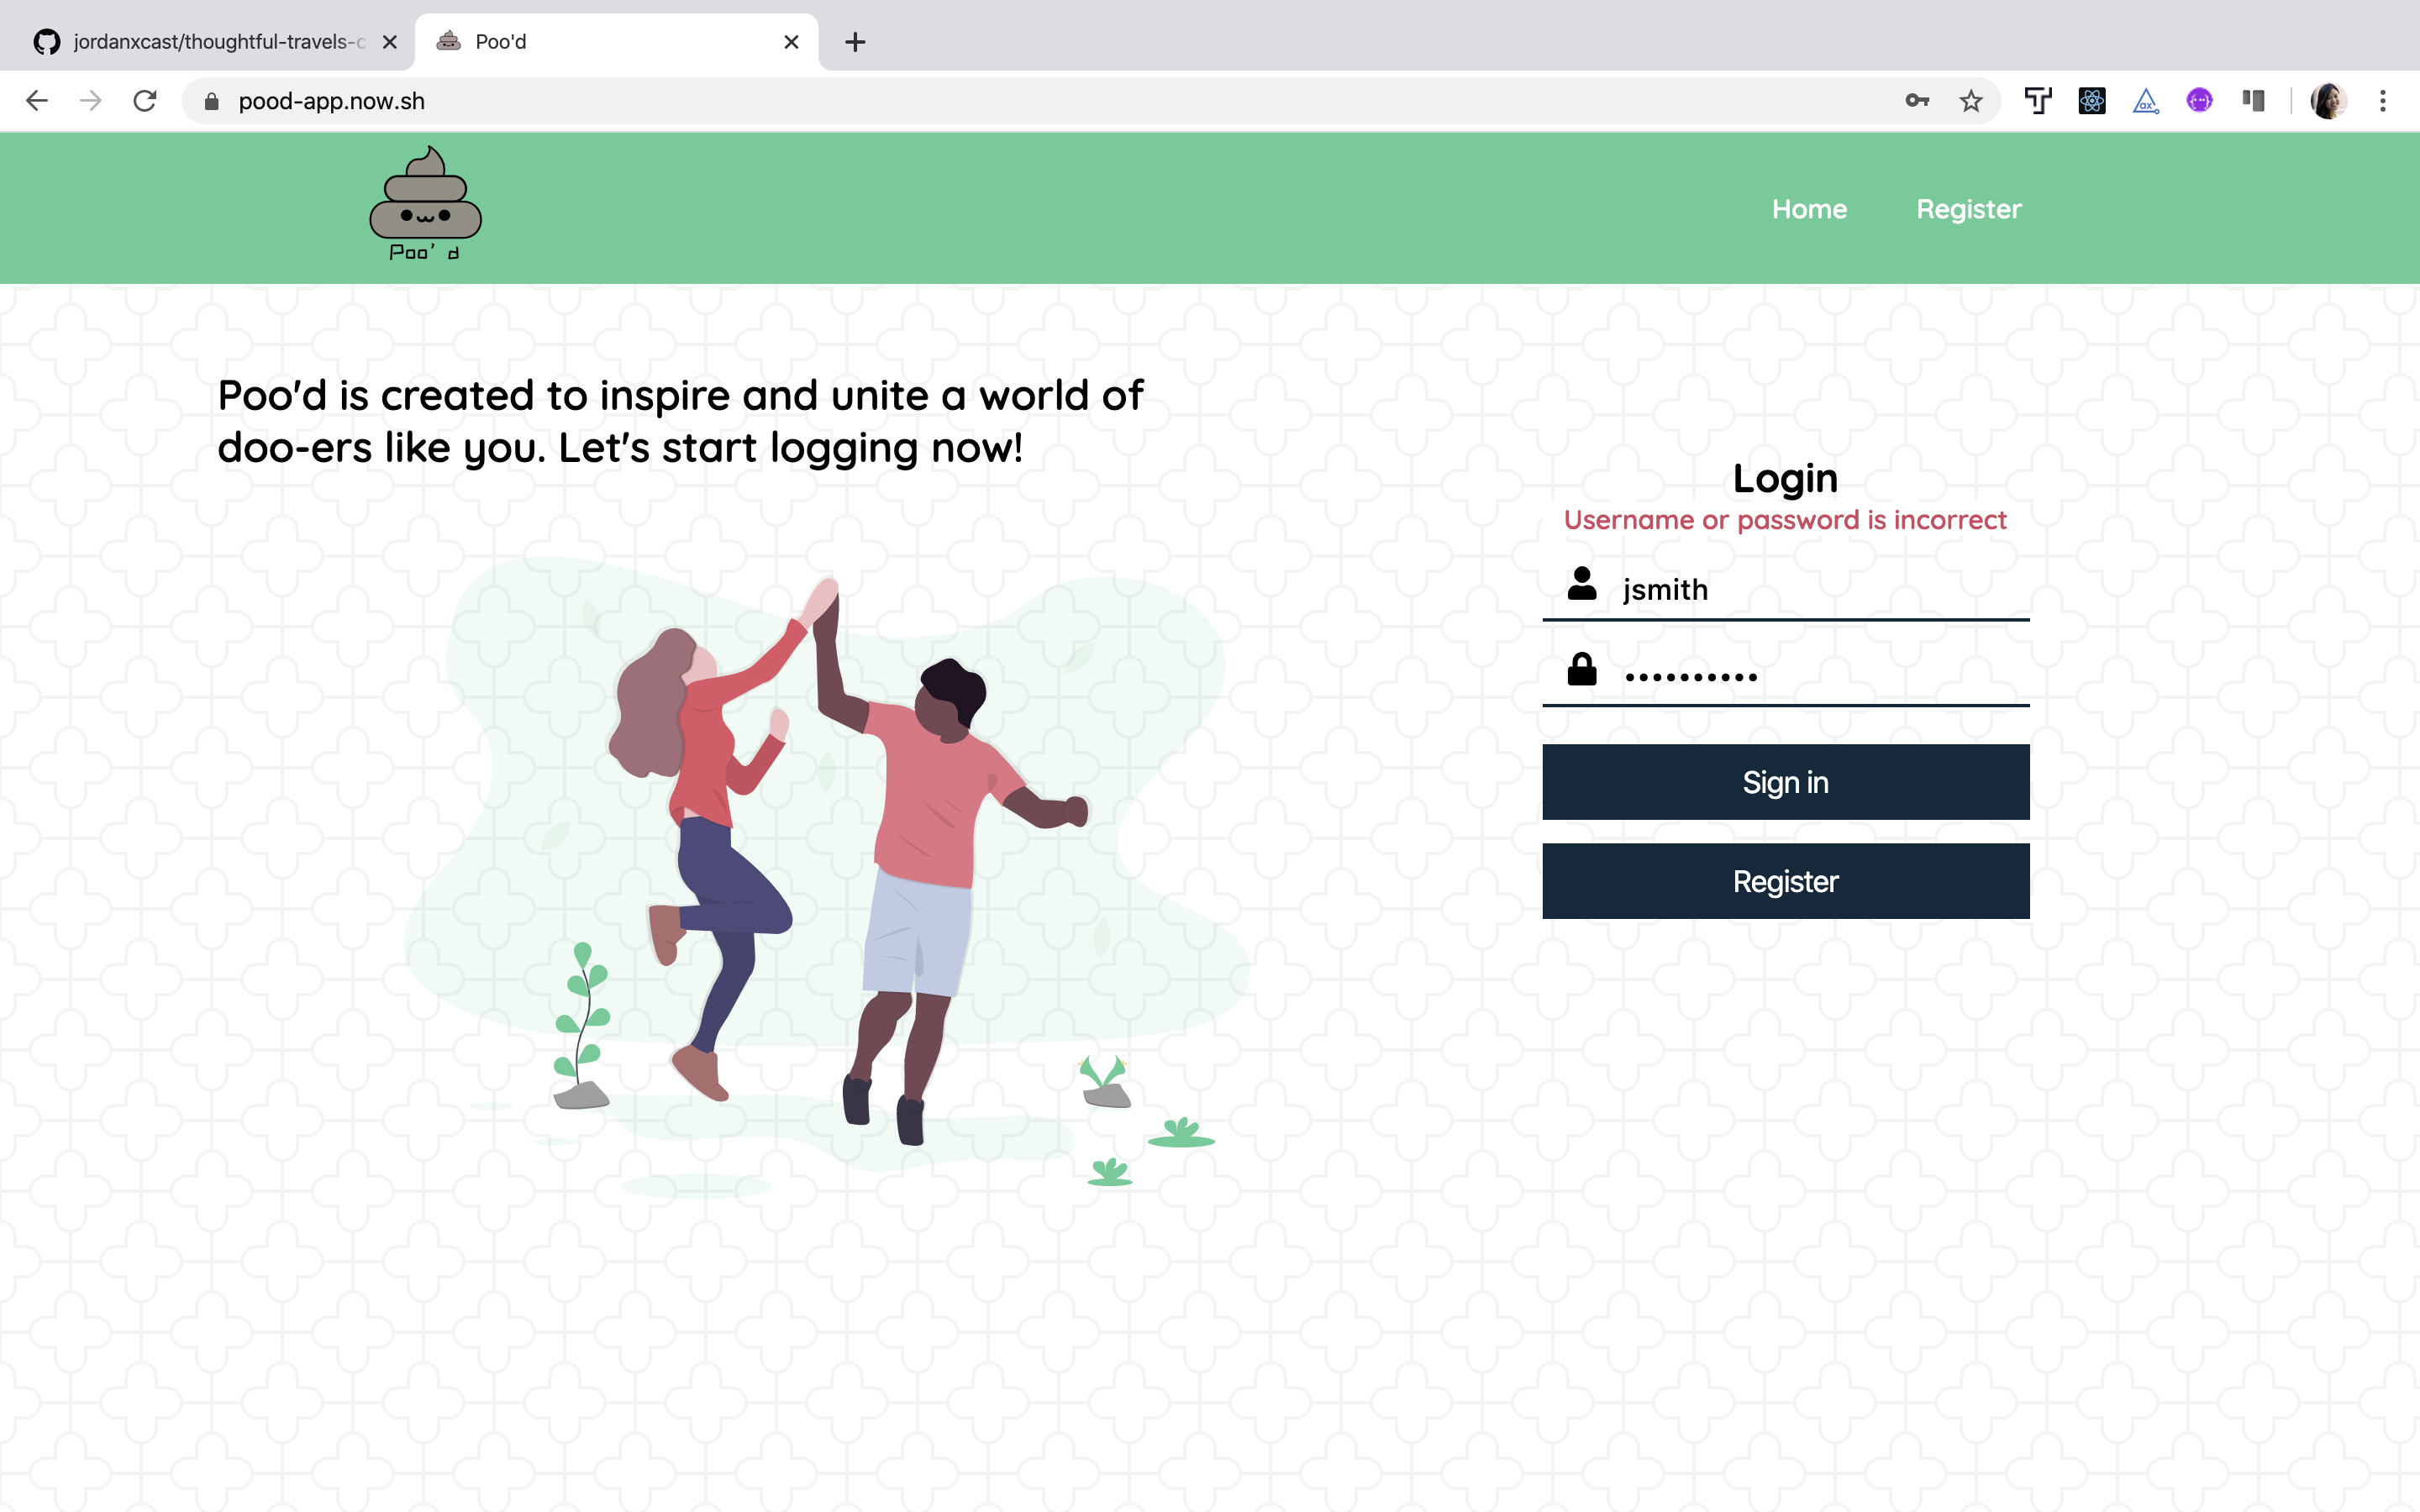 jordanxcast/thoughtful-travels-c
Poo'd
pood-app.now.sh
Poo'd
Home
Register
Poo'd is created to inspire and unite a world of
doo-ers like you. Let's start logging now!
Login
Username or password is incorrect
jsmith
Sign in
Register